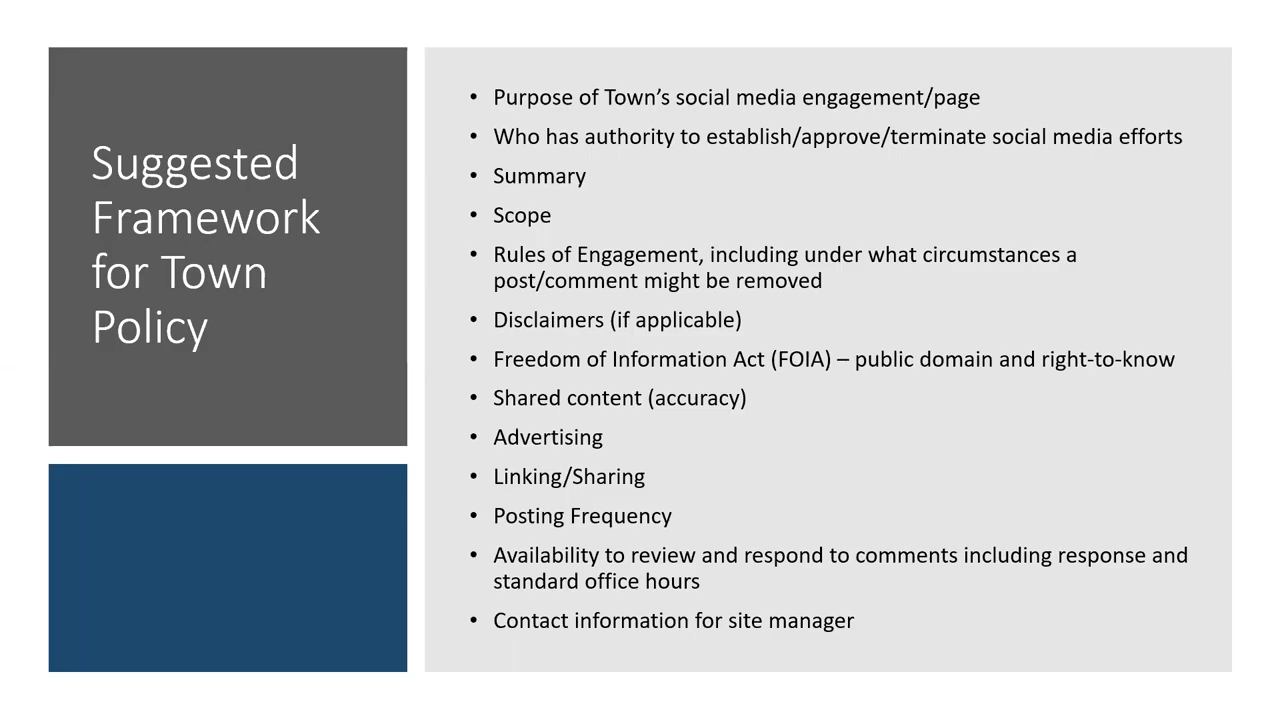 Suggested
Framework
for Town
Policy
• Purpose of Town’s social media engagement/page
• Who has authority to establish/approve/terminate social media efforts
• Summary
• Scope
• Rules of Engagement, including under what circumstances a
post/comment might be removed
• Disclaimers (if applicable)
• Freedom of Information Act (FOIA) – public domain and right-to-know
• Shared content (accuracy)
• Advertising
• Linking/Sharing
• Posting Frequency
• Availability to review and respond to comments including response and
standard office hours
• Contact information for site manager